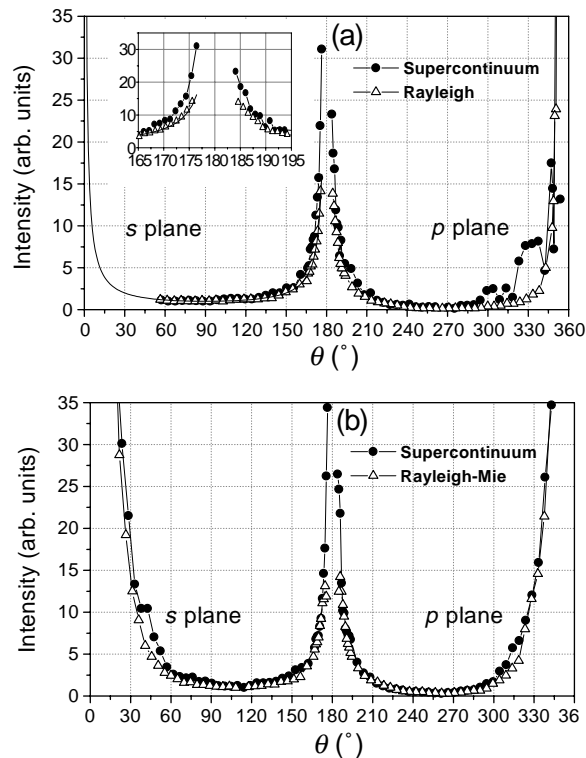 (a)
Supercontinuum
Rayleigh
s plane
p plane
Intensity (arb. units)
35
30
25
20
15
10
5
0
0 30 60 90 120 150 180 210 240 270 300 330 360
θ (°)
30
20
10
0
165 170 175 180 185 190 195
(b)
Supercontinuum
Rayleigh-Mie
s plane
p plane
Intensity (arb. units)
35
30
25
20
15
10
5
0
0 30 60 90 120 150 180 210 240 270 300 330 36
θ (°)